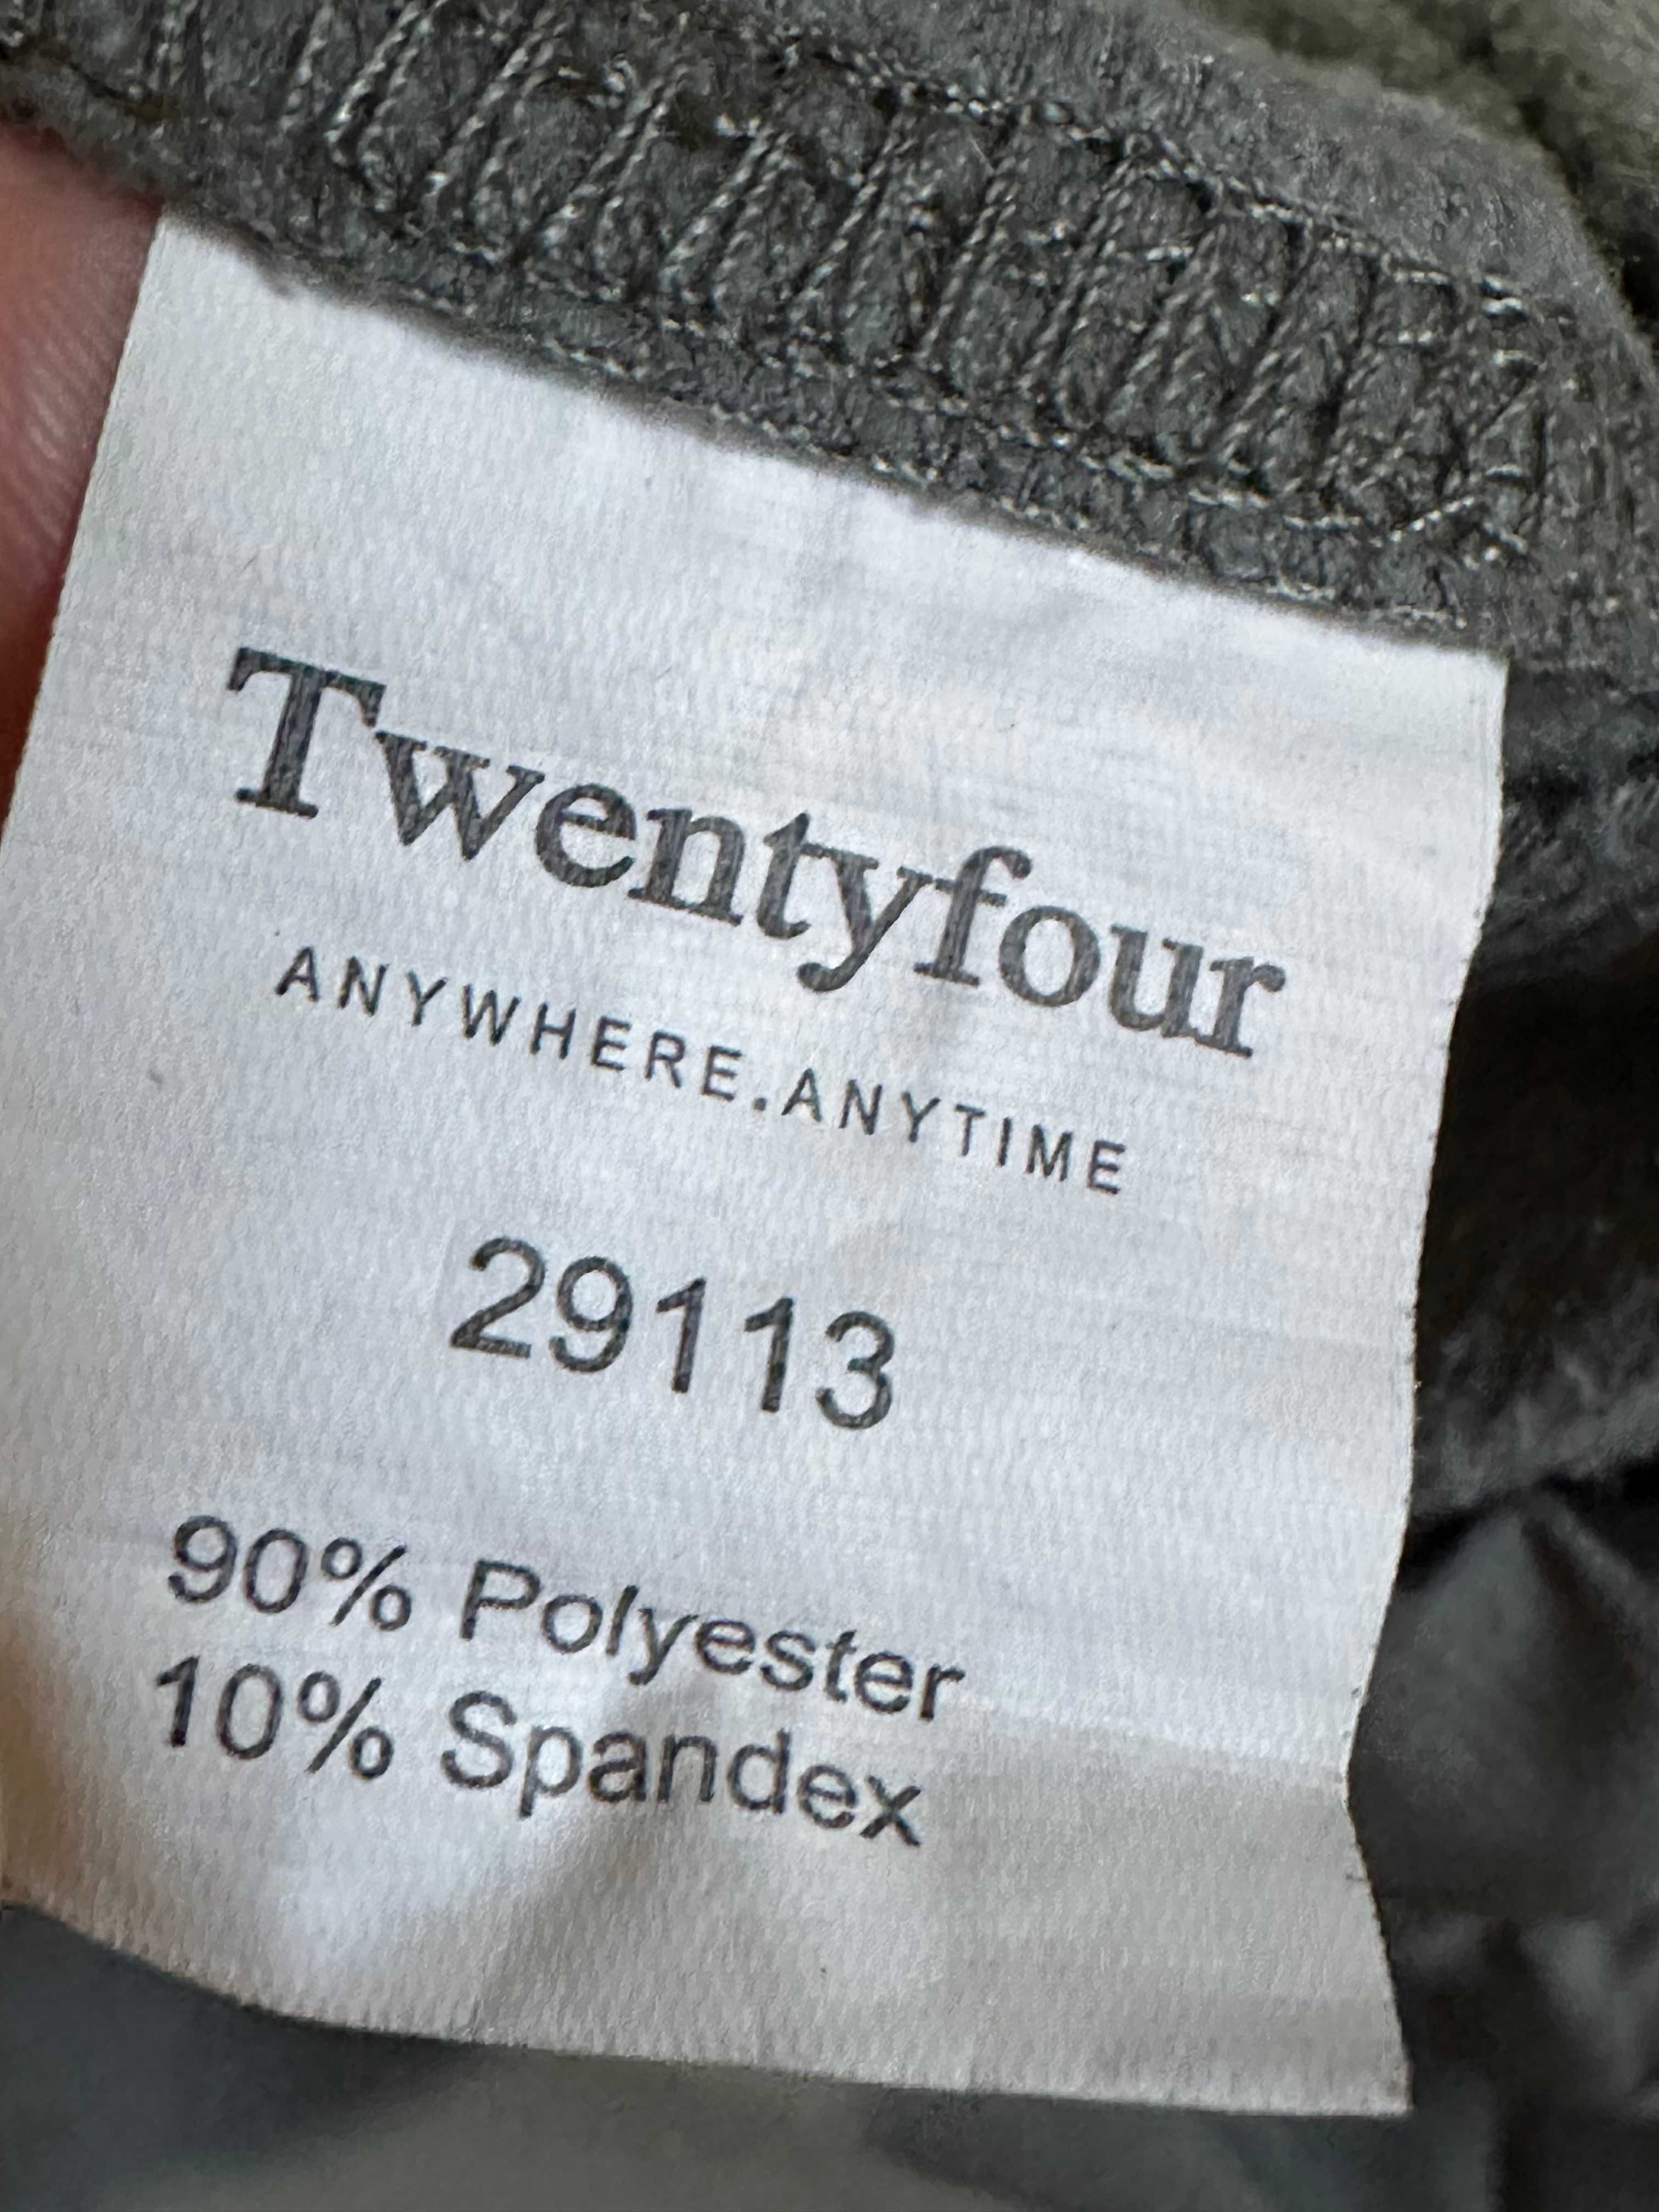 Twentyfour
ANYWHERE.ANYTIME
29113
90% Polyester
10% Spandex